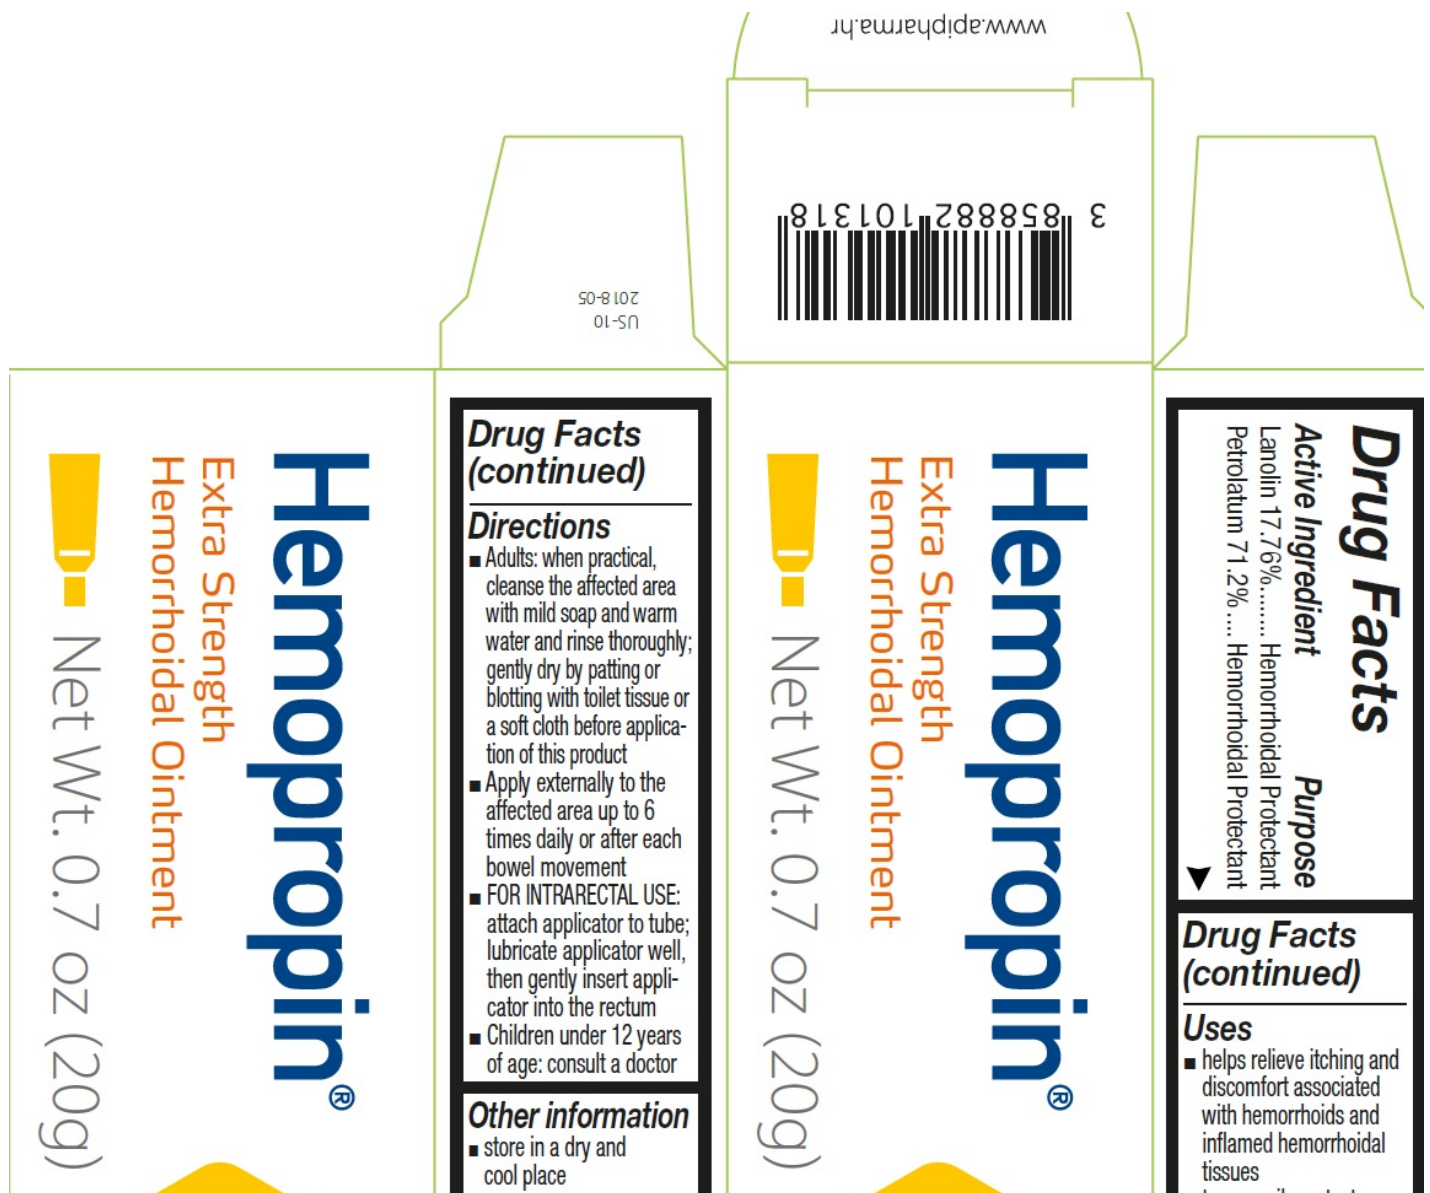 www.apipharma.hr
3 858882 101318
US-10
2018-05
Hemopropin®
Extra Strength
Hemorrhoidal Ointment
Net Wt. 0.7 oz (20g)
Drug Facts
(continued)
Directions
■ Adults: when practical,
cleanse the affected area
with mild soap and warm
water and rinse thoroughly;
gently dry by patting or
blotting with toilet tissue or
a soft cloth before applica-
tion of this product
■ Apply externally to the
affected area up to 6
times daily or after each
bowel movement
■ FOR INTRARECTAL USE:
attach applicator to tube;
lubricate applicator well,
then gently insert appli-
cator into the rectum
■ Children under 12 years
of age: consult a doctor
Other information
■ store in a dry and
cool place
Hemopropin®
Extra Strength
Hemorrhoidal Ointment
Net Wt. 0.7 oz (20g)
Drug Facts
Active Ingredient Purpose
Lanolin 17.76%........ Hemorrhoidal Protectant
Petrolatum 71.2%.... Hemorrhoidal Protectant
Drug Facts
(continued)
Uses
■ helps relieve itching and
discomfort associated
with hemorrhoids and
inflamed hemorrhoidal
tissues